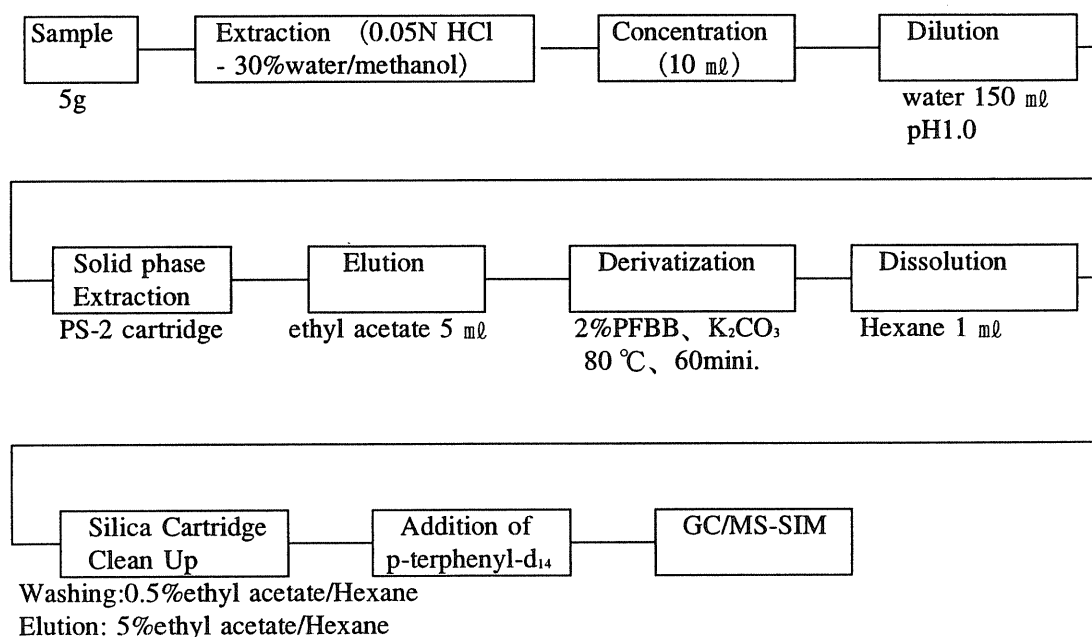 Sample
5g
Extraction (0.05N HCl
- 30%water/methanol)
Concentration
(10 ㎖)
Dilution
water 150 ㎖
pH1.0
Solid phase
Extraction
PS-2 cartridge
Elution
ethyl acetate 5 ㎖
Derivatization
2%PFBB、K₂CO₃
80 ℃、60mini.
Dissolution
Hexane 1 ㎖
Silica Cartridge
Clean Up
Washing:0.5%ethyl acetate/Hexane
Elution: 5%ethyl acetate/Hexane
Addition of
p-terphenyl-d₁₄
GC/MS-SIM